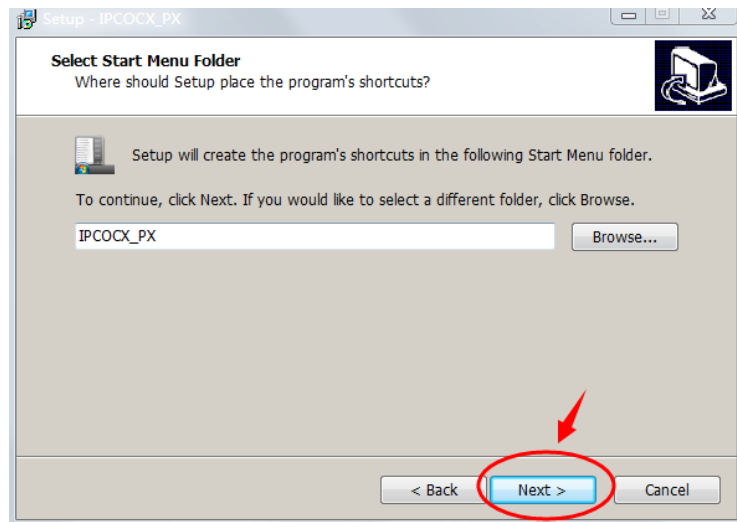 Setup - IPCOCX_PX
Select Start Menu Folder
Where should Setup place the program's shortcuts?
Setup will create the program's shortcuts in the following Start Menu folder.
To continue, click Next. If you would like to select a different folder, click Browse.
IPCOCX_PX
Browse...
< Back
Next >
Cancel